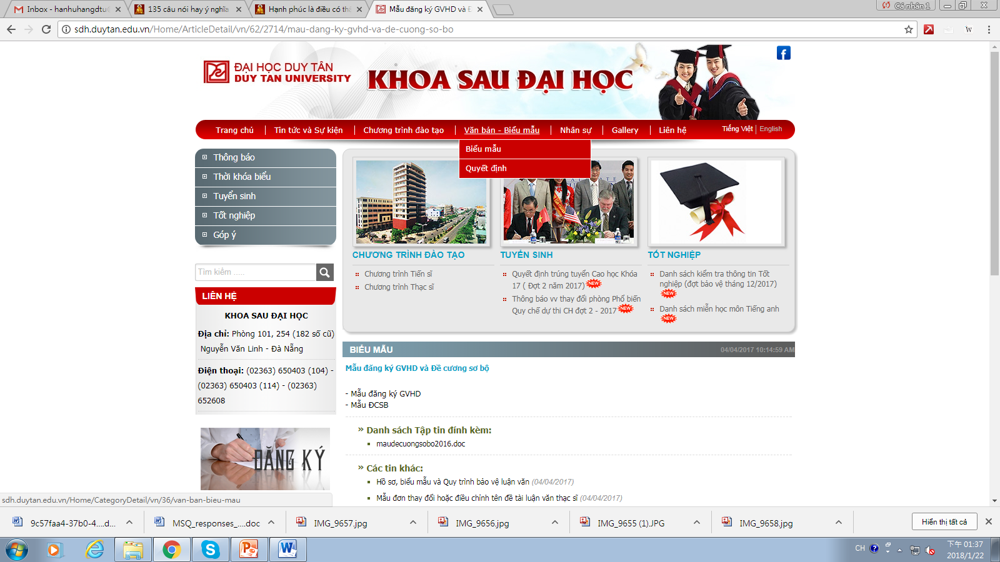 Inbox - hanhuhangdtu@
135 câu nói hay ý nghĩa
Hạnh phúc là điều có thả
Mẫu đăng ký GVHD và Đ
Cá nhân 1
sdh.duytan.edu.vn/Home/ArticleDetail/vn/62/2714/mau-dang-ky-gvhd-va-de-cuong-so-bo
ĐẠI HỌC DUY TÂN
DUY TAN UNIVERSITY
KHOA SAU ĐẠI HỌC
Trang chủ
Tin tức và Sự kiện
Chương trình đào tạo
Văn bản - Biểu mẫu
Nhân sự
Gallery
Liên hệ
Tiếng Việt
English
Biểu mẫu
Quyết định
Thông báo
Thời khóa biểu
Tuyển sinh
Tốt nghiệp
Góp ý
Tìm kiếm .....
LIÊN HỆ
KHOA SAU ĐẠI HỌC
Địa chỉ: Phòng 101, 254 (182 số cũ)
Nguyễn Văn Linh - Đà Nẵng
Điện thoại: (02363) 650403 (104) -
(02363) 650403 (114) - (02363)
652608
ĐĂNG KÝ
CHƯƠNG TRÌNH ĐÀO TẠO
Chương trình Tiến sĩ
Chương trình Thạc sĩ
TUYỂN SINH
Quyết định trúng tuyển Cao học Khóa
17 ( Đợt 2 năm 2017) NEW
Thông báo vv thay đổi phòng Phổ biến
Quy chế dự thi CH đợt 2 - 2017 NEW
TỐT NGHIỆP
Danh sách kiểm tra thông tin Tốt
nghiệp (đợt bảo vệ tháng 12/2017)
NEW
Danh sách miễn học môn Tiếng anh
NEW
BIỂU MẪU
04/04/2017 10:14:59 AM
Mẫu đăng ký GVHD và Đề cương sơ bộ
- Mẫu đăng ký GVHD
- Mẫu ĐCSB
» Danh sách Tập tin đính kèm:
maudecuongsobo2016.doc
» Các tin khác:
Hồ sơ, biểu mẫu và Quy trình bảo vệ luận văn (04/04/2017)
Mẫu đơn thay đổi hoặc điều chỉnh tên đề tài luận văn thạc sĩ (04/04/2017)
sdh.duytan.edu.vn/Home/CategoryDetail/vn/36/van-ban-bieu-mau
9c57faa4-37b0-4....d...
MSQ_responses_....doc
IMG_9657.jpg
IMG_9656.jpg
IMG_9655 (1).JPG
IMG_9658.jpg
Hiển thị tất cả
CH
下午 01:37
2018/1/22